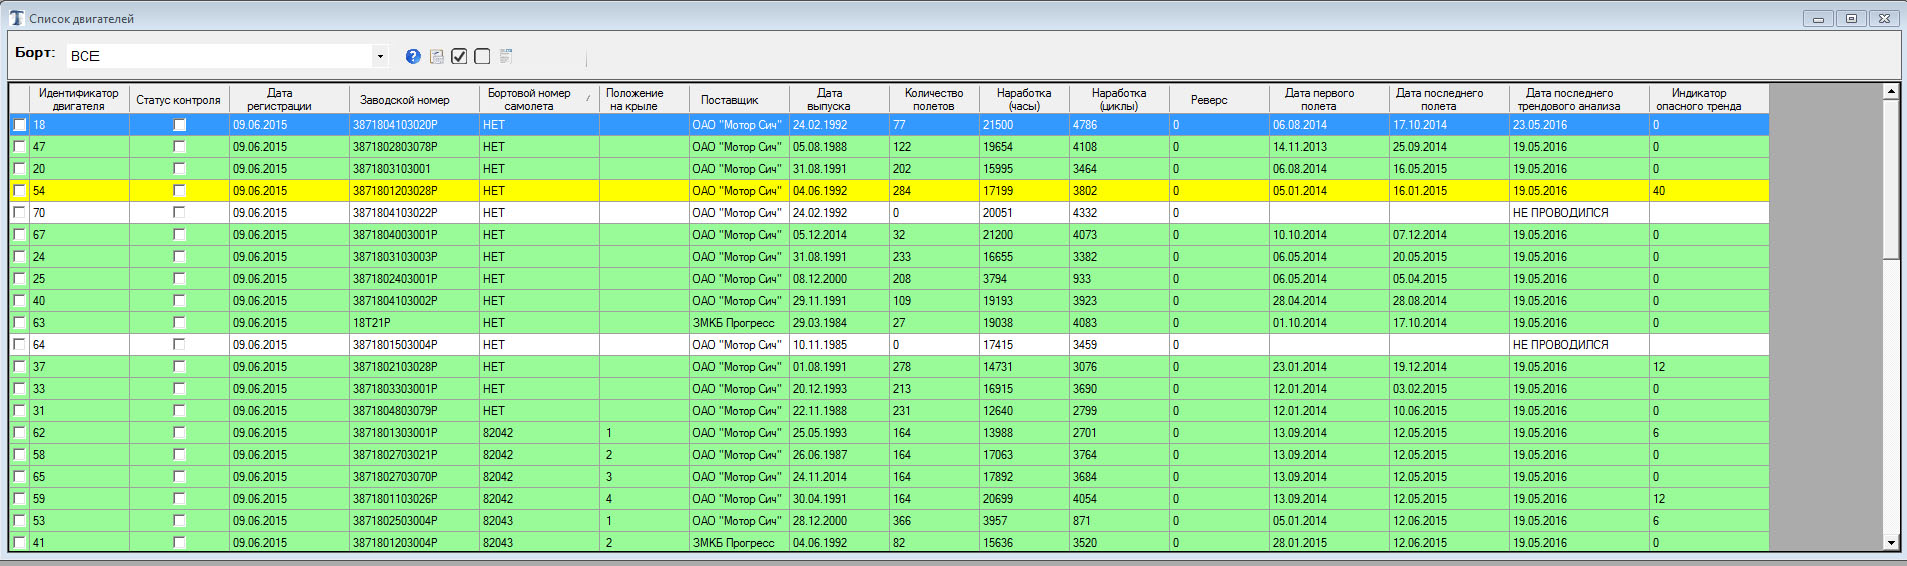 Список двигателей
Борт: ВСЕ
Идентификатор двигателя Статус контроля Дата регистрации Заводской номер Бортовой номер самолета Положение на крыле Поставщик Дата выпуска Количество полетов Наработка (часы) Наработка (циклы) Реверс Дата первого полета Дата последнего полета Дата последнего трендового анализа Индикатор опасного тренда
18 09.06.2015 3871804103020Р НЕТ ОАО "Мотор Сич" 24.02.1992 77 21500 4786 0 06.08.2014 17.10.2014 23.05.2016 0
47 09.06.2015 3871802803078Р НЕТ ОАО "Мотор Сич" 05.08.1988 122 19654 4108 0 14.11.2013 25.09.2014 19.05.2016 0
20 09.06.2015 3871803103001 НЕТ ОАО "Мотор Сич" 31.08.1991 202 15995 3464 0 06.08.2014 16.05.2015 19.05.2016 0
54 09.06.2015 3871801203028Р НЕТ ОАО "Мотор Сич" 04.06.1992 284 17199 3802 0 05.01.2014 16.01.2015 19.05.2016 40
70 09.06.2015 3871804103022Р НЕТ ОАО "Мотор Сич" 24.02.1992 0 20051 4332 0 НЕ ПРОВОДИЛСЯ
67 09.06.2015 3871804003001Р НЕТ ОАО "Мотор Сич" 05.12.2014 32 21200 4073 0 10.10.2014 07.12.2014 19.05.2016 0
24 09.06.2015 3871803103003Р НЕТ ОАО "Мотор Сич" 31.08.1991 233 16655 3382 0 06.05.2014 20.05.2015 19.05.2016 0
25 09.06.2015 3871802403001Р НЕТ ОАО "Мотор Сич" 08.12.2000 208 3794 933 0 06.05.2014 05.04.2015 19.05.2016 0
40 09.06.2015 3871804103002Р НЕТ ОАО "Мотор Сич" 29.11.1991 109 19193 3923 0 28.04.2014 28.08.2014 19.05.2016 0
63 09.06.2015 18Т21Р НЕТ ЗМКБ Прогресс 29.03.1984 27 19038 4083 0 01.10.2014 17.10.2014 19.05.2016 0
64 09.06.2015 3871801503004Р НЕТ ОАО "Мотор Сич" 10.11.1985 0 17415 3459 0 НЕ ПРОВОДИЛСЯ
37 09.06.2015 3871802103028Р НЕТ ОАО "Мотор Сич" 01.08.1991 278 14731 3076 0 23.01.2014 19.12.2014 19.05.2016 12
33 09.06.2015 3871803303001Р НЕТ ОАО "Мотор Сич" 20.12.1993 213 16915 3690 0 12.01.2014 03.02.2015 19.05.2016 0
31 09.06.2015 3871804803079Р НЕТ ОАО "Мотор Сич" 22.11.1988 231 12640 2799 0 12.01.2014 10.06.2015 19.05.2016 0
62 09.06.2015 3871801303001Р 82042 1 ОАО "Мотор Сич" 25.05.1993 164 13988 2701 0 13.09.2014 12.05.2015 19.05.2016 6
58 09.06.2015 3871802703021Р 82042 2 ОАО "Мотор Сич" 26.06.1987 164 17063 3764 0 13.09.2014 12.05.2015 19.05.2016 0
65 09.06.2015 3871802703070Р 82042 3 ОАО "Мотор Сич" 24.11.2014 164 17892 3684 0 13.09.2014 12.05.2015 19.05.2016 0
59 09.06.2015 3871801103026Р 82042 4 ОАО "Мотор Сич" 30.04.1991 164 20699 4054 0 13.09.2014 12.05.2015 19.05.2016 12
53 09.06.2015 3871802503004Р 82043 1 ОАО "Мотор Сич" 28.12.2000 366 3957 871 0 05.01.2014 12.06.2015 19.05.2016 6
41 09.06.2015 3871801203004Р 82043 2 ЗМКБ Прогресс 04.06.1992 82 15636 3520 0 28.01.2015 12.06.2015 19.05.2016 0